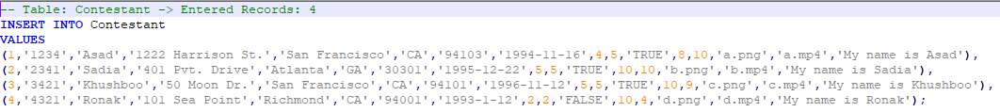 -- Table: Contestant -> Entered Records: 4
INSERT INTO Contestant
VALUES
(1,'1234','Asad','1222 Harrison St.','San Francisco','CA','94103','1994-11-16',4,5,'TRUE',8,10,'a.png','a.mp4','My name is Asad'),
(2,'2341','Sadia','401 Pvt. Drive','Atlanta','GA','30301','1995-12-22',5,5,'TRUE',10,10,'b.png','b.mp4','My name is Sadia'),
(3,'3421','Khushboo','50 Moon Dr.','San Francisco','CA','94101','1996-11-12',5,5,'TRUE',10,9,'c.png','c.mp4','My name is Khushboo'),
(4,'4321','Ronak','101 Sea Point','Richmond','CA','94001','1993-1-12',2,2,'FALSE',10,4,'d.png','d.mp4','My name is Ronak');